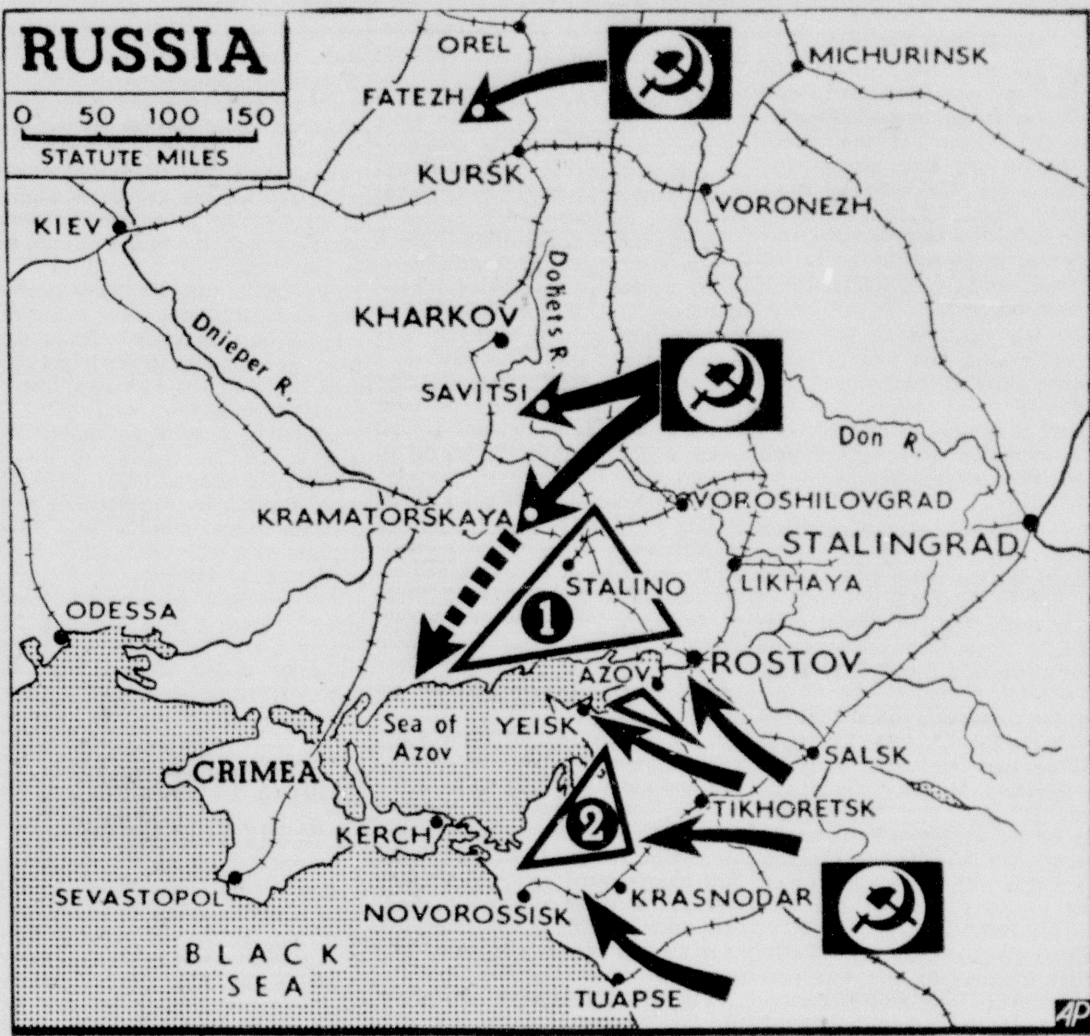 RUSSIA
0 50 100 150
STATUTE MILES
OREL
MICHURINSK
FATEZH
KURSK
VORONEZH
KIEV
Dohets R.
KHARKOV
Dnieper R.
SAVITSI
Don R.
VOROSHILOVGRAD
KRAMATORSKAYA
STALINGRAD
LIKHAYA
STALINO
1
ODESSA
ROSTOV
AZOV
YEISK
Sea of
Azov
SALSK
CRIMEA
TIKHORETSK
2
KERCH
SEVASTOPOL
KRASNODAR
NOVOROSSISK
BLACK
SEA
TUAPSE
AP